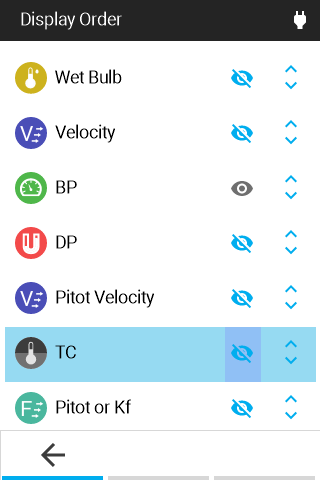 Display Order
Wet Bulb
Velocity
BP
DP
Pitot Velocity
TC
Pitot or Kf